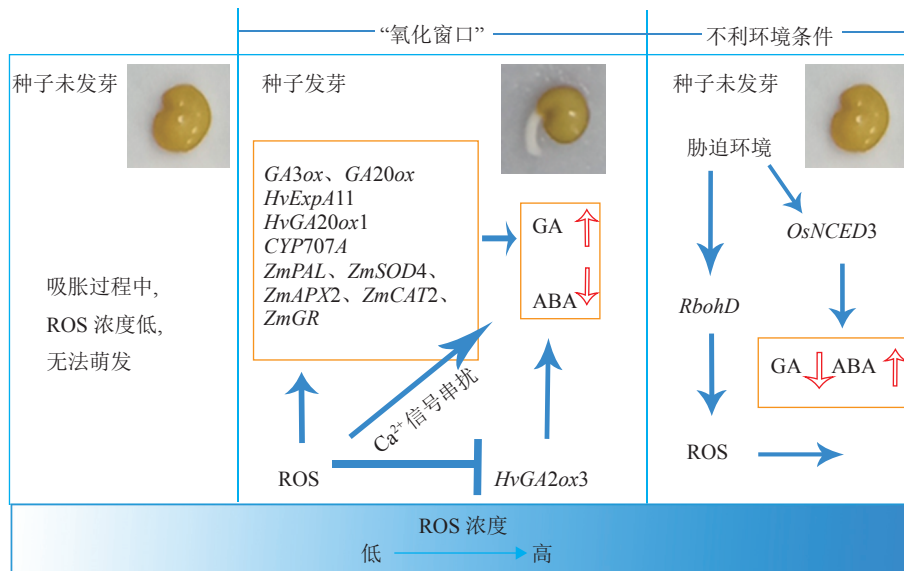 “氧化窗口”
不利环境条件
种子未发芽
吸胀过程中,
ROS 浓度低,
无法萌发
种子发芽
GA3ox、GA20ox
HvExpA11
HvGA20ox1
CYP707A
ZmPAL、ZmSOD4、
ZmAPX2、ZmCAT2、
ZmGR
GA
ABA
Ca²⁺信号串扰
ROS
HvGA2ox3
种子未发芽
胁迫环境
OsNCED3
RbohD
GA ABA
ROS
ROS 浓度
低 高